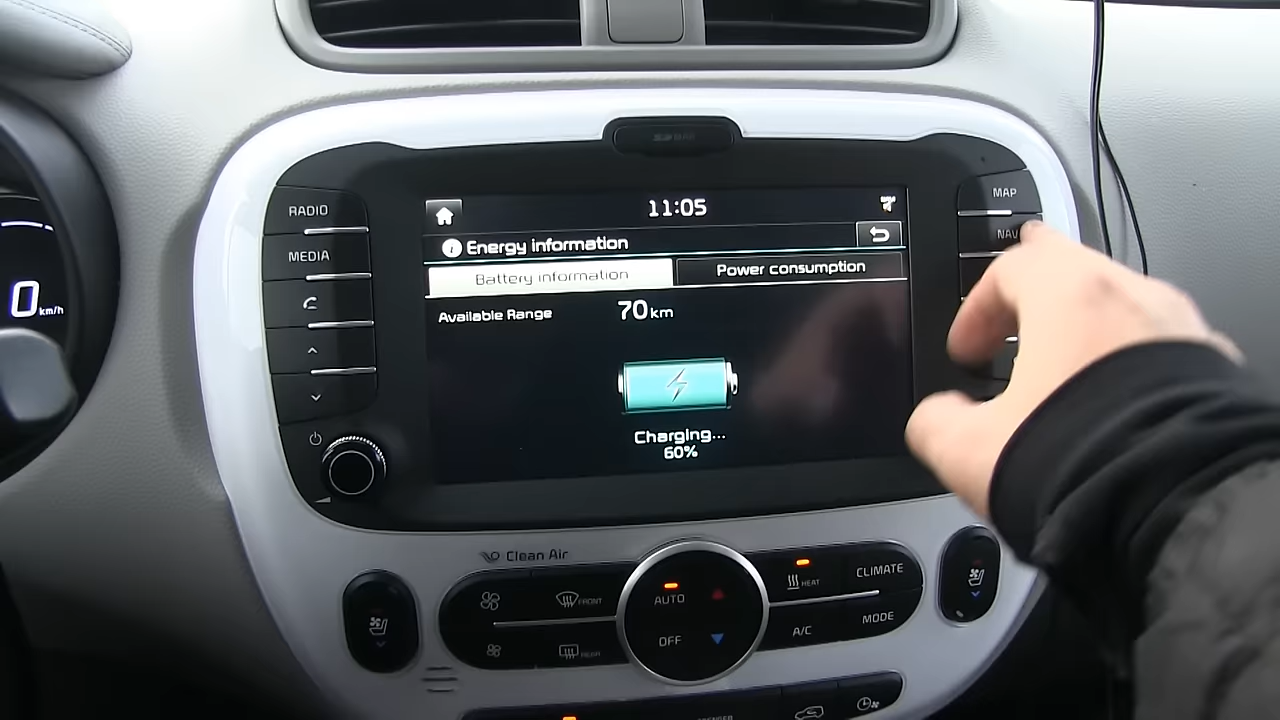 MAP
11:05
RADIO
NAV
Energy information
MEDIA
Battery information
Power consumption
Available Range
70 km
0 km/h
Charging...
60%
Clean Air
HEAT
CLIMATE
FRONT
AUTO
MODE
A/C
OFF
REAR